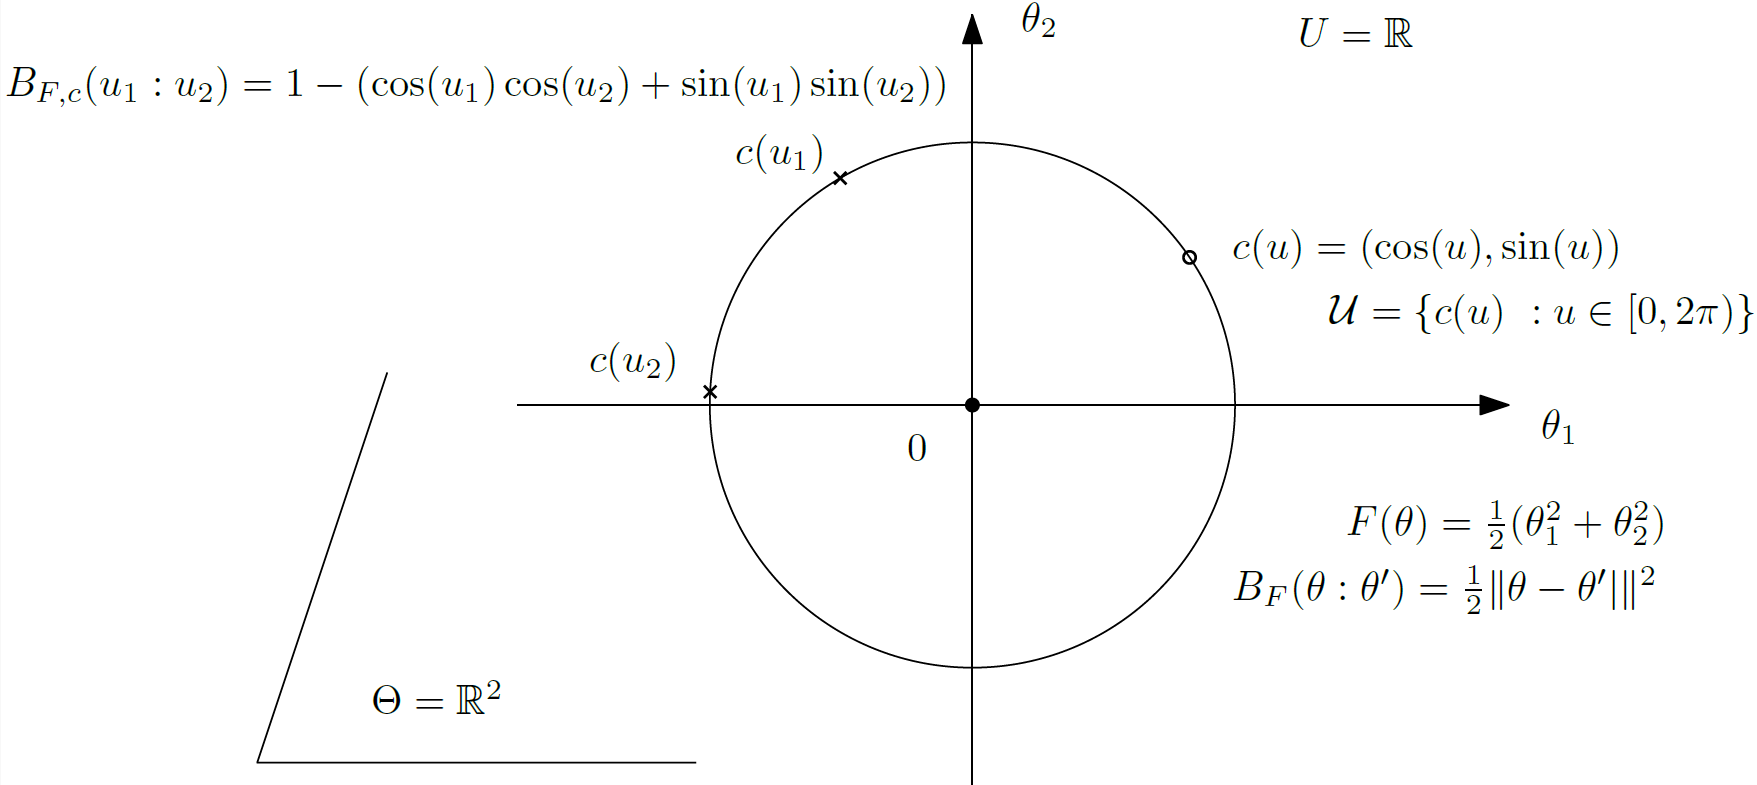 θ₂
U = ℝ
B_{F,c}(u₁ : u₂) = 1 − (cos(u₁) cos(u₂) + sin(u₁) sin(u₂))
c(u₁)
c(u) = (cos(u), sin(u))
𝒰 = {c(u) : u ∈ [0, 2π)}
c(u₂)
θ₁
0
F(θ) = ½(θ₁² + θ₂²)
B_F(θ : θ′) = ½‖θ − θ′|‖²
Θ = ℝ²